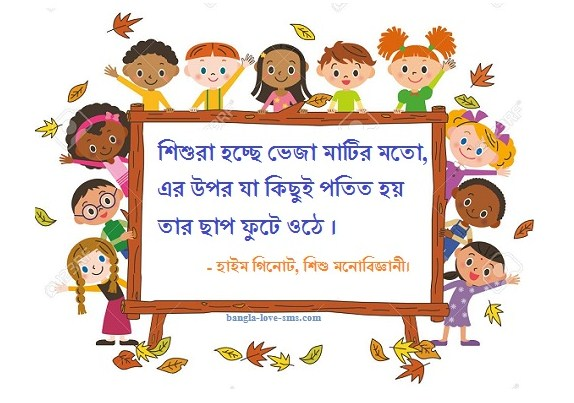 শিশুরা হচ্ছে ভেজা মাটির মতো,
এর উপর যা কিছুই পতিত হয়
তার ছাপ ফুটে ওঠে।
- হাইম গিনোট, শিশু মনোবিজ্ঞানী।
bangla-love-sms.com